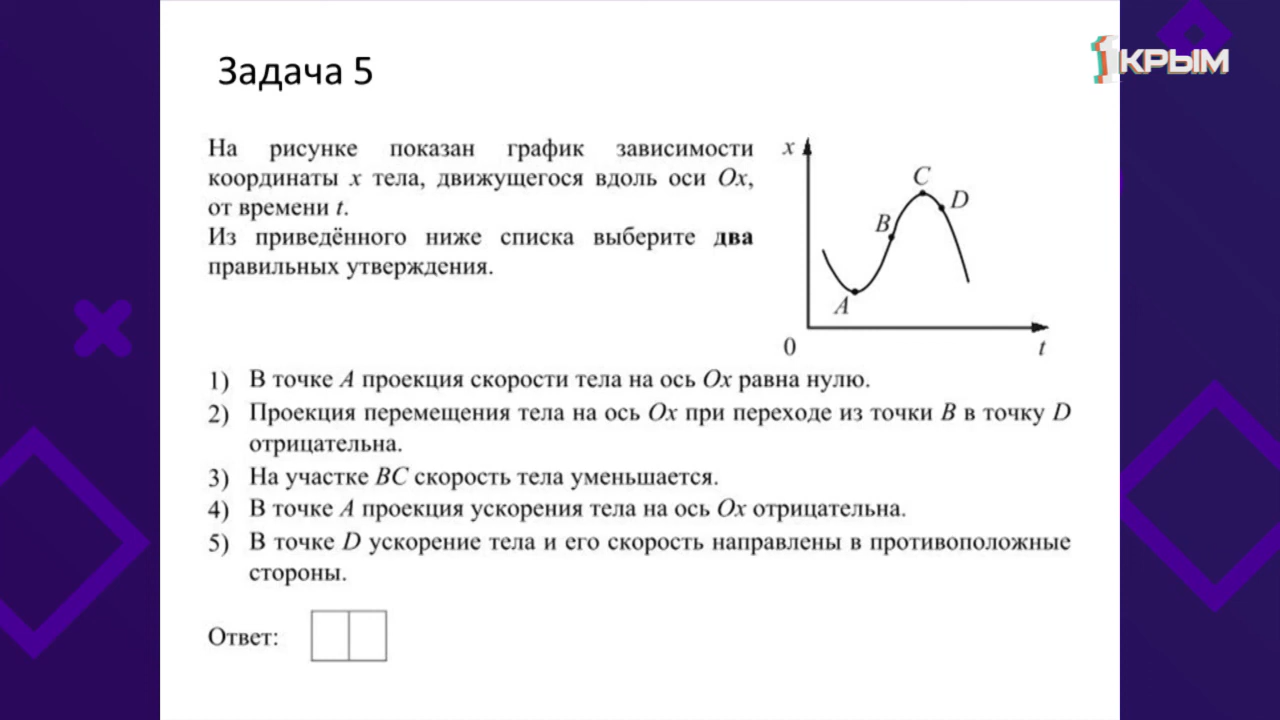 1КРЫМ
Задача 5
На рисунке показан график зависимости
координаты x тела, движущегося вдоль оси Ox,
от времени t.
Из приведённого ниже списка выберите два
правильных утверждения.
x
C
D
B
A
0
t
1) В точке A проекция скорости тела на ось Ox равна нулю.
2) Проекция перемещения тела на ось Ox при переходе из точки B в точку D
отрицательна.
3) На участке BC скорость тела уменьшается.
4) В точке A проекция ускорения тела на ось Ox отрицательна.
5) В точке D ускорение тела и его скорость направлены в противоположные
стороны.
Ответ: